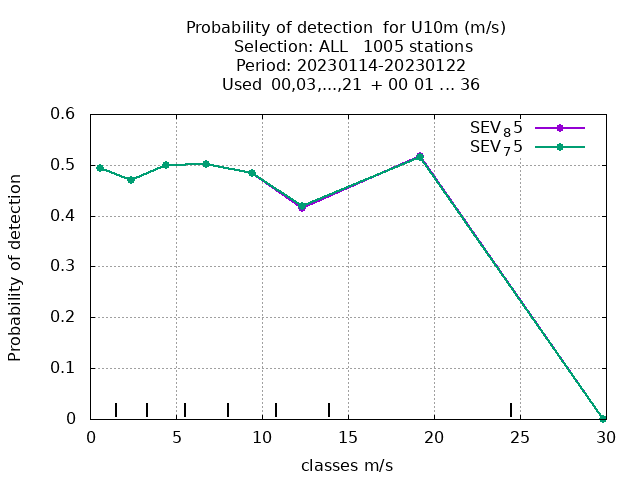 Probability of detection  for U10m (m/s)
Selection: ALL   1005 stations
Period: 20230114-20230122
Used  00,03,...,21  + 00 01 ... 36
SEV₈5
SEV₇5
Probability of detection
0.6
0.5
0.4
0.3
0.2
0.1
0
0 5 10 15 20 25 30
classes m/s